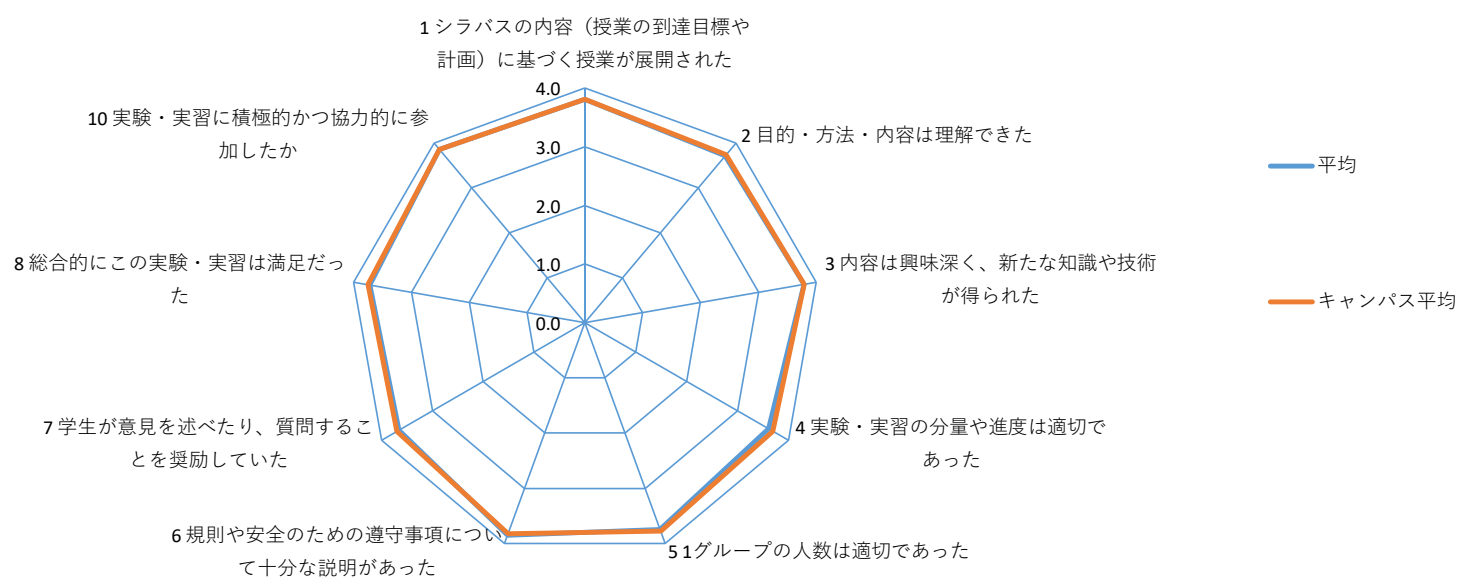 1 シラバスの内容（授業の到達目標や
計画）に基づく授業が展開された
4.0
3.0
2.0
1.0
0.0
2 目的・方法・内容は理解できた
3 内容は興味深く、新たな知識や技術
が得られた
4 実験・実習の分量や進度は適切で
あった
5 1グループの人数は適切であった
6 規則や安全のための遵守事項につい
て十分な説明があった
7 学生が意見を述べたり、質問するこ
とを奨励していた
8 総合的にこの実験・実習は満足だっ
た
10 実験・実習に積極的かつ協力的に参
加したか
平均
キャンパス平均